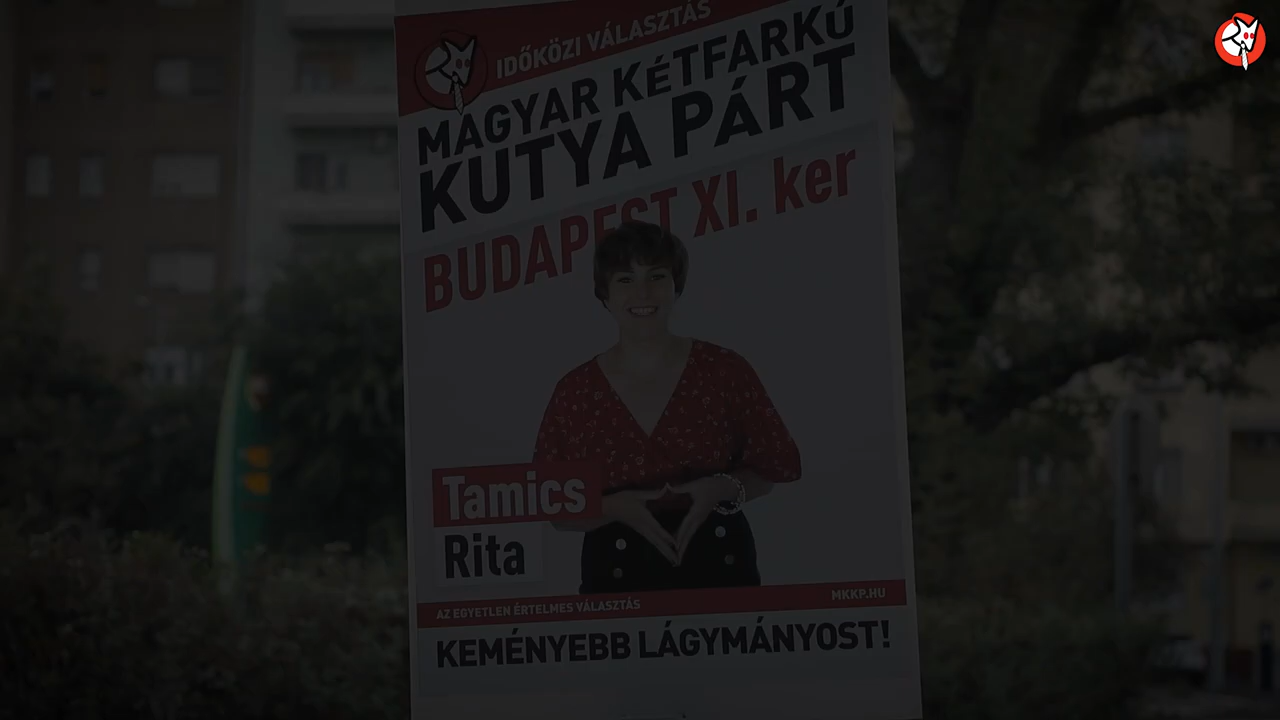 IDŐKÖZI VÁLASZTÁS
MAGYAR KÉTFARKÚ
KUTYA PÁRT
BUDAPEST XI. ker
Tamics
Rita
AZ EGYETLEN ÉRTELMES VÁLASZTÁS
MKKP.HU
KEMÉNYEBB LÁGYMÁNYOST!